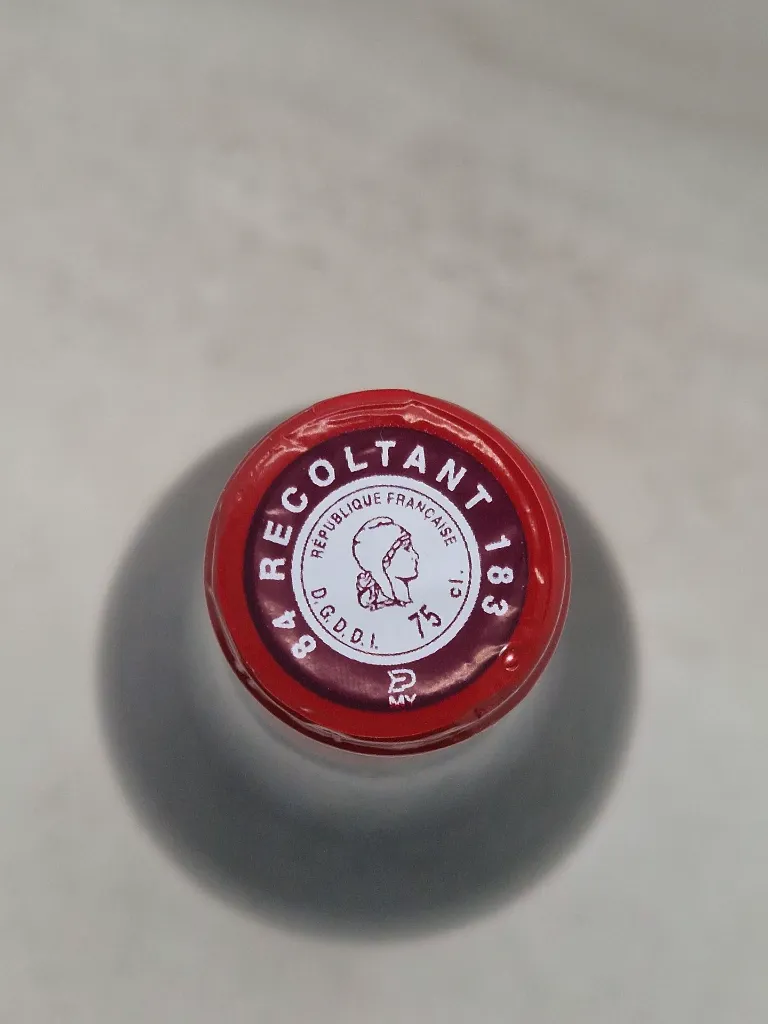 84 RECOLTANT 183
RÉPUBLIQUE FRANÇAISE
D.G.D.D.I. 75 cl.
MV